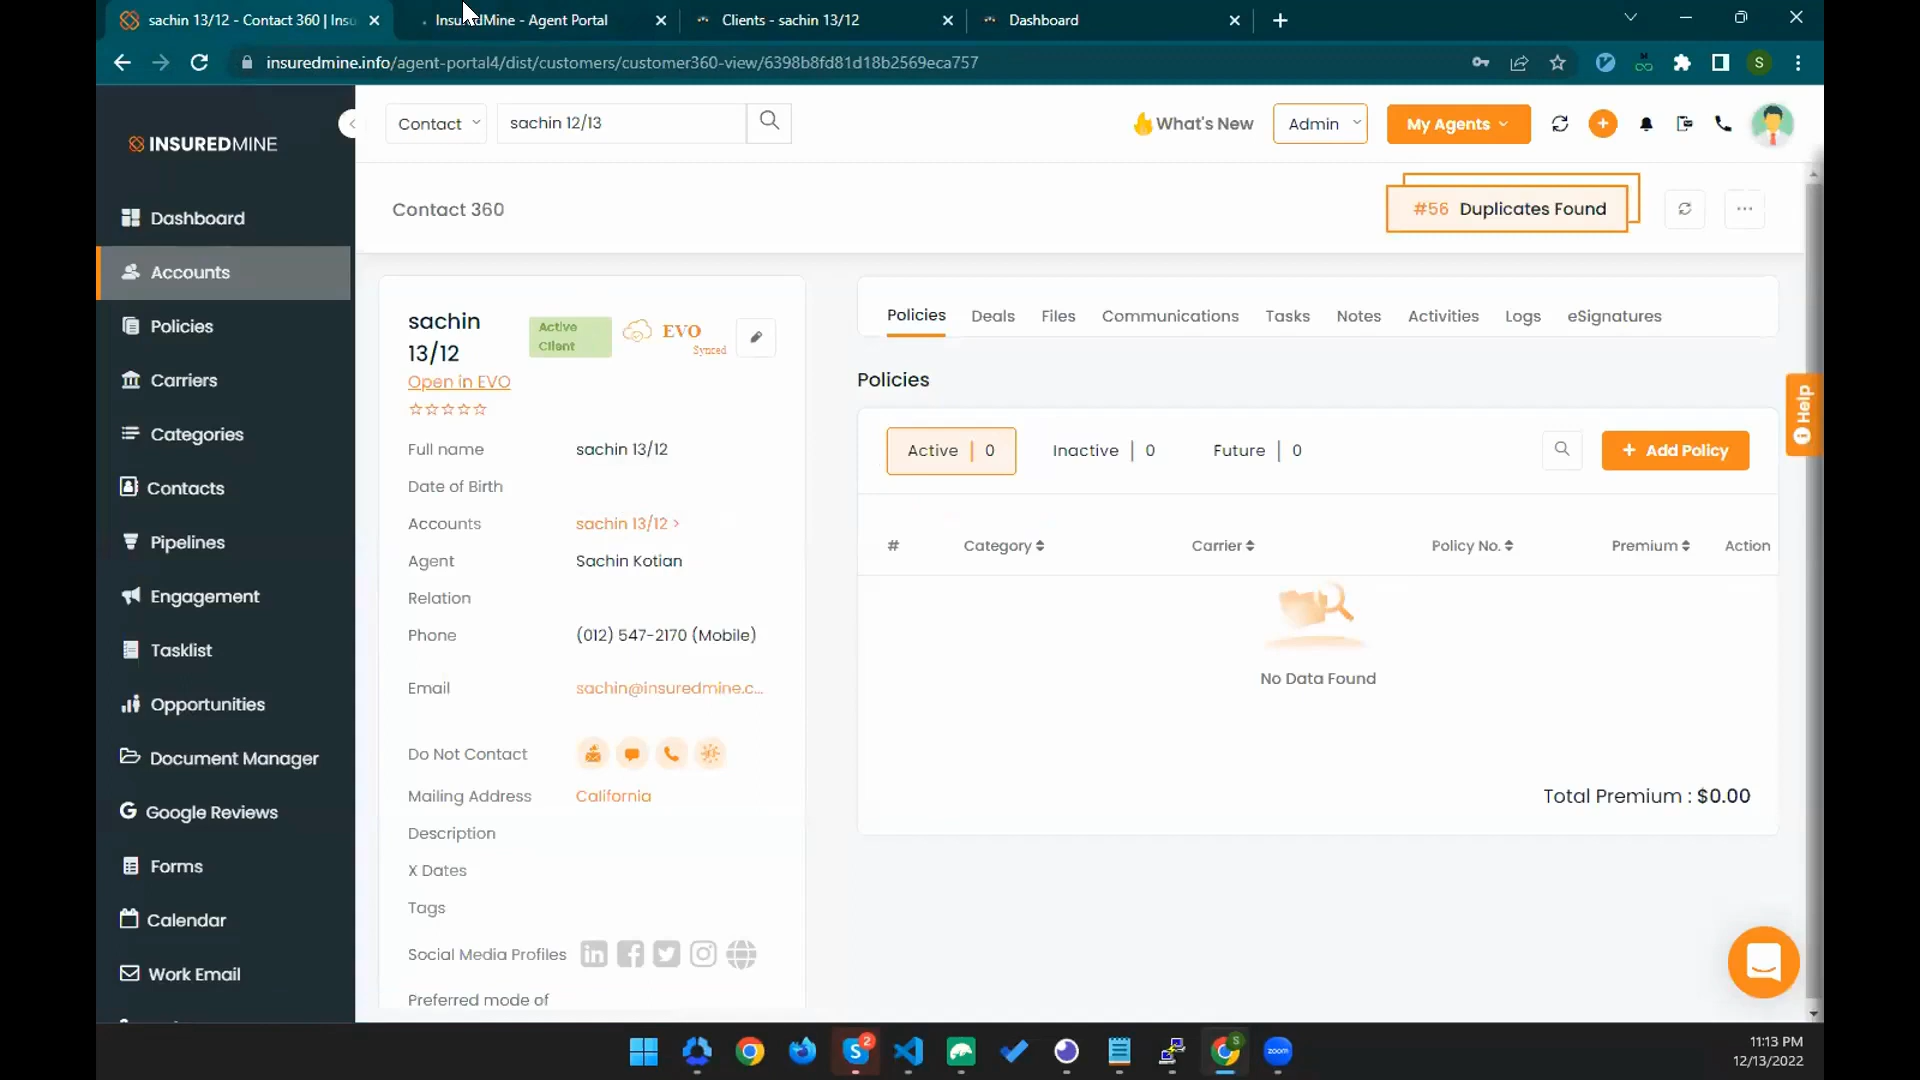 sachin 13/12 - Contact 360 | Insu
InsuredMine - Agent Portal
Clients - sachin 13/12
Dashboard
insuredmine.info/agent-portal4/dist/customers/customer360-view/6398b8fd81d18b2569eca757
S
INSUREDMINE
Contact
sachin 12/13
What's New
Admin
My Agents
Dashboard
Accounts
Policies
Carriers
Categories
Contacts
Pipelines
Engagement
Tasklist
Opportunities
Document Manager
Google Reviews
Forms
Calendar
Work Email
Contact 360
#56 Duplicates Found
sachin
13/12
Active
Client
EVO
Synced
Open in EVO
Full name sachin 13/12
Date of Birth
Accounts sachin 13/12 >
Agent Sachin Kotian
Relation
Phone (012) 547-2170 (Mobile)
Email sachin@insuredmine.c...
Do Not Contact
Mailing Address California
Description
X Dates
Tags
Social Media Profiles
Preferred mode of
Policies Deals Files Communications Tasks Notes Activities Logs eSignatures
Policies
Active | 0 Inactive | 0 Future | 0
+ Add Policy
# Category Carrier Policy No. Premium Action
No Data Found
Total Premium : $0.00
Help
2
S
zoom
11:13 PM
12/13/2022